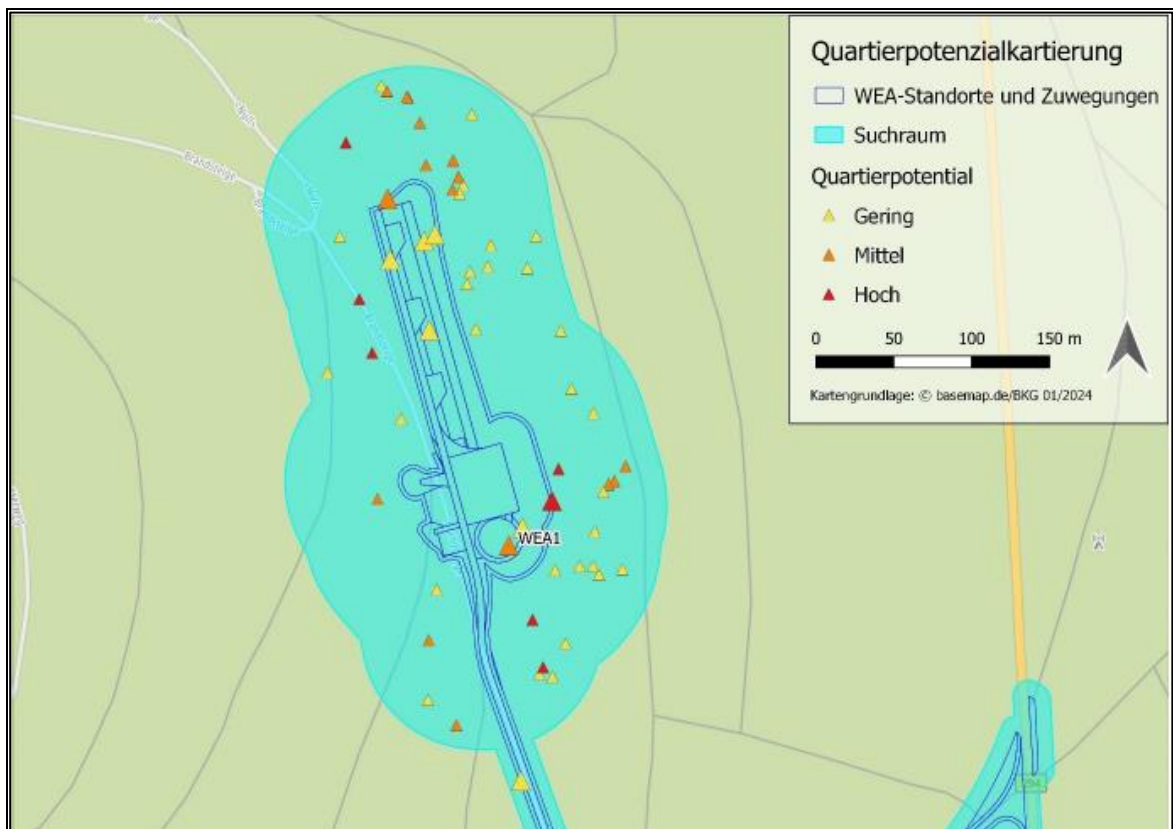 Quartierpotenzialkartierung
WEA-Standorte und Zuwegungen
Suchraum
Quartierpotential
Gering
Mittel
Hoch
0 50 100 150 m
Kartengrundlage: © basemap.de/BKG 01/2024
WEA1